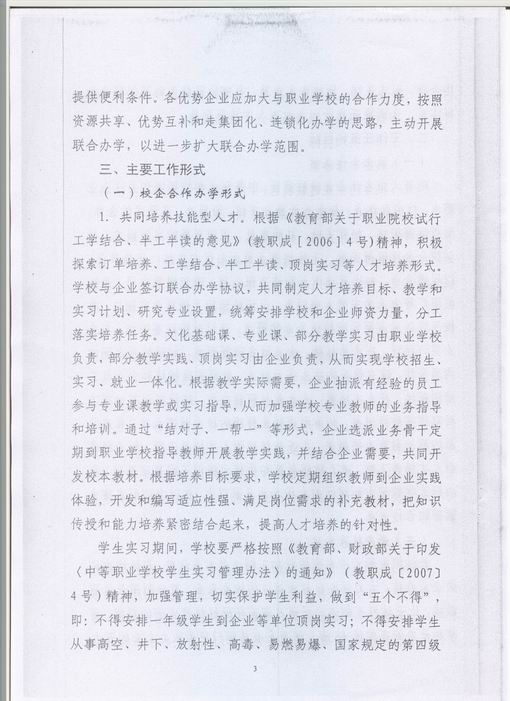 提供便利条件。各优势企业应加大与职业学校的合作力度，按照
资源共享、优势互补和走集团化、连锁化办学的思路，主动开展
联合办学，以进一步扩大联合办学范围。
三、主要工作形式
（一）校企合作办学形式
1．共同培养技能型人才。根据《教育部关于职业院校试行
工学结合、半工半读的意见》(教职成［2006］4号)精神，积极
探索订单培养、工学结合、半工半读、顶岗实习等人才培养形式。
学校与企业签订联合办学协议，共同制定人才培养目标、教学和
实习计划、研究专业设置，统筹安排学校和企业师资力量，分工
落实培养任务。文化基础课、专业课、部分教学实习由职业学校
负责，部分教学实践、顶岗实习由企业负责，从而实现学校招生、
实习、就业一体化。根据教学实际需要，企业抽派有经验的员工
参与专业课教学或实习指导，从而加强学校专业教师的业务指导
和培训。通过“结对子、一帮一”等形式，企业选派业务骨干定
期到职业学校指导教师开展教学实践，并结合企业需要，共同开
发校本教材。根据培养目标要求，学校定期组织教师到企业实践
体验，开发和编写适应性强、满足岗位需求的补充教材，把知识
传授和能力培养紧密结合起来，提高人才培养的针对性。
学生实习期间，学校要严格按照《教育部、财政部关于印发
〈中等职业学校学生实习管理办法〉的通知》（教职成〔2007〕
4号）精神，加强管理，切实保护学生利益，做到“五个不得”，
即：不得安排一年级学生到企业等单位顶岗实习；不得安排学生
从事高空、井下、放射性、高毒、易燃易爆、国家规定的第四级
3